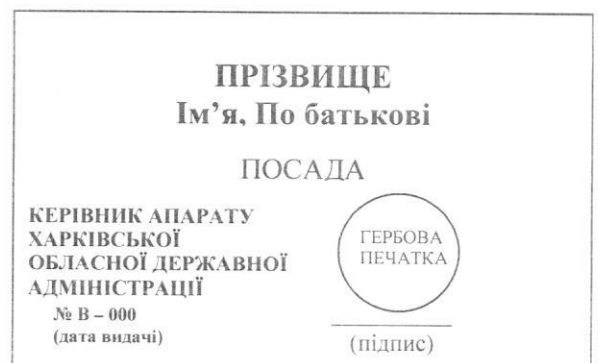 ПРІЗВИЩЕ
Ім’я, По батькові
ПОСАДА
КЕРІВНИК АПАРАТУ
ХАРКІВСЬКОЇ
ОБЛАСНОЇ ДЕРЖАВНОЇ
АДМІНІСТРАЦІЇ
№ В – 000
(дата видачі)
ГЕРБОВА
ПЕЧАТКА
(підпис)